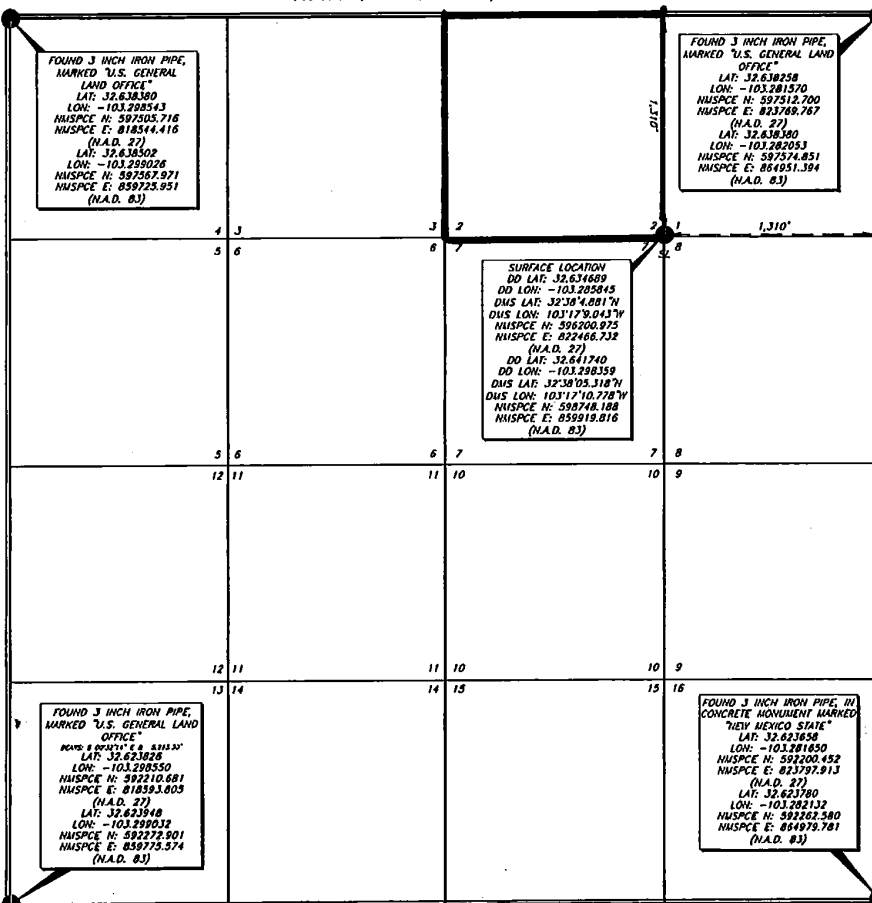 FOUND 3 INCH IRON PIPE,
MARKED "U.S. GENERAL
LAND OFFICE"
LAT: 32.638380
LON: -103.298543
NMSPCE N: 597505.716
NMSPCE E: 818544.416
(N.A.D. 27)
LAT: 32.638502
LON: -103.299026
NMSPCE N: 597567.971
NMSPCE E: 859725.951
(N.A.D. 83)
FOUND 3 INCH IRON PIPE,
MARKED "U.S. GENERAL LAND
OFFICE"
LAT: 32.638258
LON: -103.281570
NMSPCE N: 597512.700
NMSPCE E: 823769.767
(N.A.D. 27)
LAT: 32.638380
LON: -103.282053
NMSPCE N: 597574.851
NMSPCE E: 864951.394
(N.A.D. 83)
1,310'
4 3
3 2
2 1
1,310'
5 6
6 7
7 8
SL
SURFACE LOCATION
DD LAT: 32.634689
DD LON: -103.285845
DMS LAT: 32°38'4.881"N
DMS LON: 103°17'9.043"W
NMSPCE N: 596200.975
NMSPCE E: 822466.732
(N.A.D. 27)
DD LAT: 32.641740
DD LON: -103.298359
DMS LAT: 32°38'05.318"N
DMS LON: 103°17'10.778"W
NMSPCE N: 598748.188
NMSPCE E: 859919.816
(N.A.D. 83)
5 6
6 7
7 8
12 11
11 10
10 9
12 11
11 10
10 9
13 14
14 15
15 16
FOUND 3 INCH IRON PIPE,
MARKED "U.S. GENERAL LAND
OFFICE"
LAT: 32.623826
LON: -103.298550
NMSPCE N: 592210.681
NMSPCE E: 818593.805
(N.A.D. 27)
LAT: 32.623948
LON: -103.299032
NMSPCE N: 592272.901
NMSPCE E: 859775.574
(N.A.D. 83)
FOUND 3 INCH IRON PIPE, IN
CONCRETE MONUMENT MARKED
"NEW MEXICO STATE"
LAT: 32.623658
LON: -103.281650
NMSPCE N: 592200.452
NMSPCE E: 823797.913
(N.A.D. 27)
LAT: 32.623780
LON: -103.282132
NMSPCE N: 592262.580
NMSPCE E: 864979.781
(N.A.D. 83)